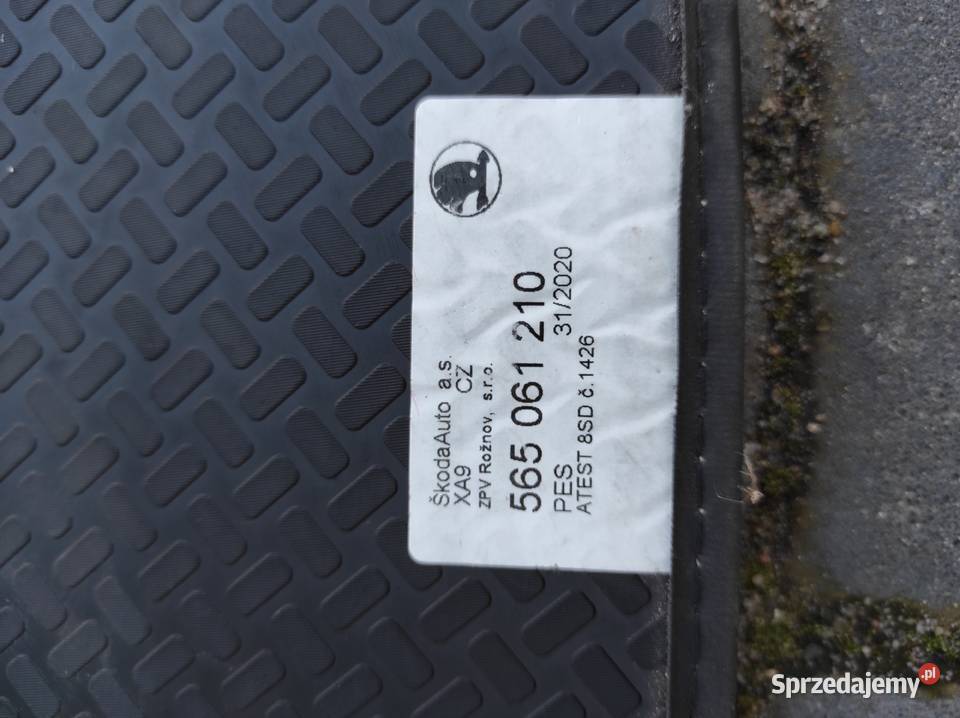 ŠkodaAuto a.s.
XA9 CZ
ZPV Rožnov, s.r.o.
565 061 210
PES 31/2020
ATEST 8SD č.1426
Sprzedajemy.pl